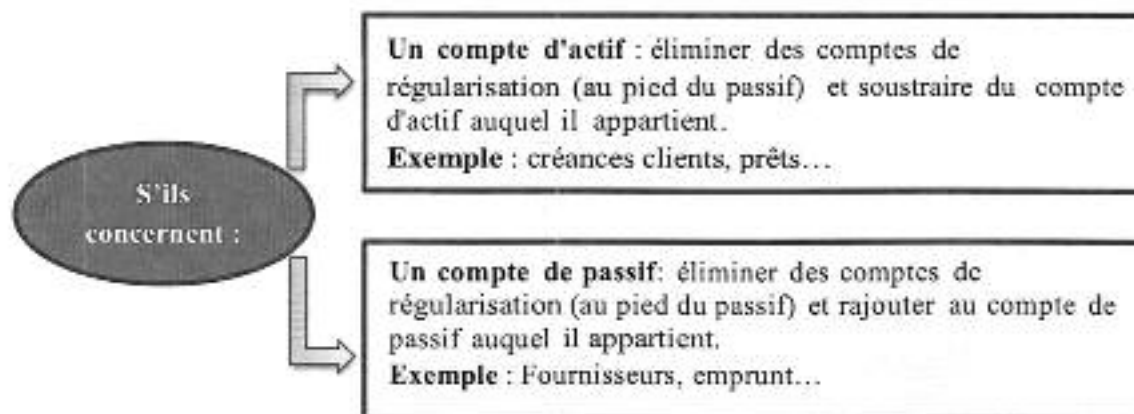 S'ils
concernent :
Un compte d'actif : éliminer des comptes de
régularisation (au pied du passif) et soustraire du compte
d'actif auquel il appartient.
Exemple : créances clients, prêts…
Un compte de passif: éliminer des comptes de
régularisation (au pied du passif) et rajouter au compte de
passif auquel il appartient.
Exemple : Fournisseurs, emprunt…